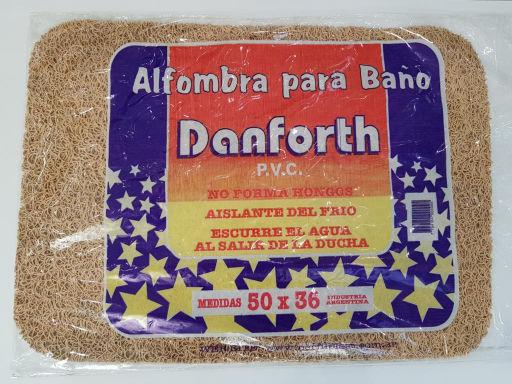 Alfombra para Baño
Danforth
P.V.C.
NO FORMA HONGOS
AISLANTE DEL FRIO
ESCURRE EL AGUA
AL SALIR DE LA DUCHA
MEDIDAS 50 x 36 INDUSTRIA
ARGENTINA